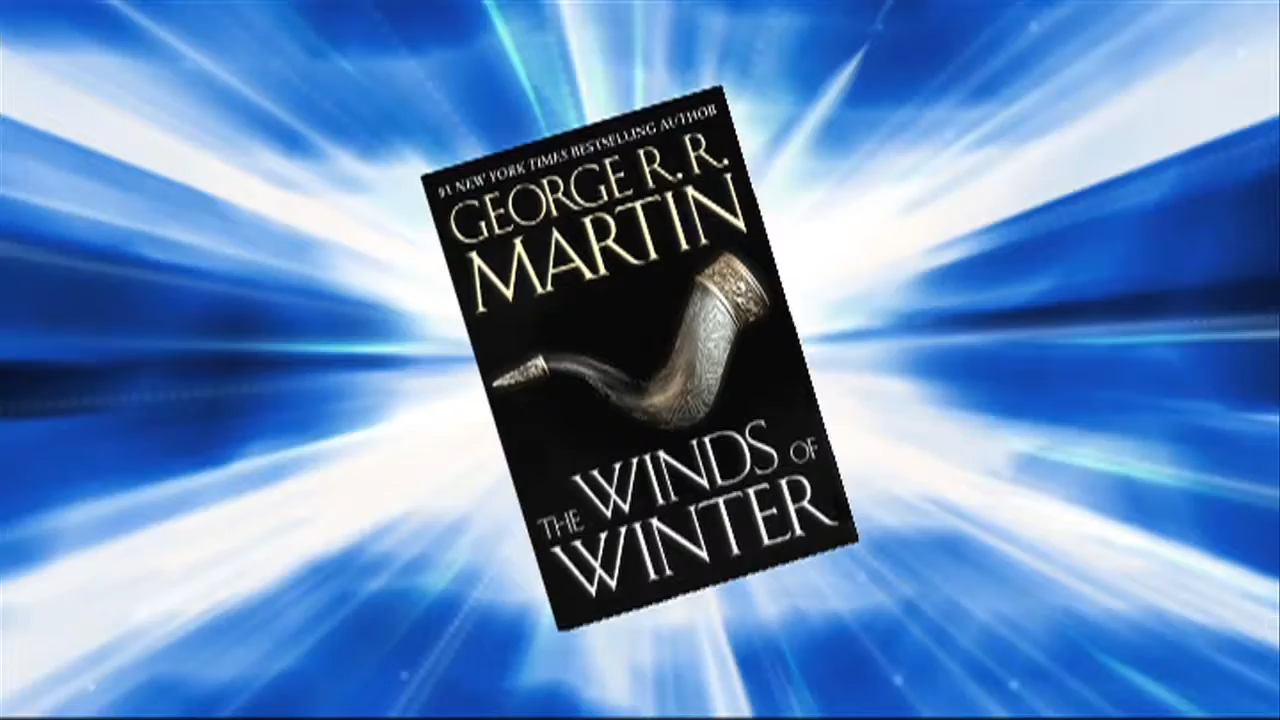 #1 NEW YORK TIMES BESTSELLING AUTHOR
GEORGE R. R.
MARTIN
THE WINDS OF
WINTER